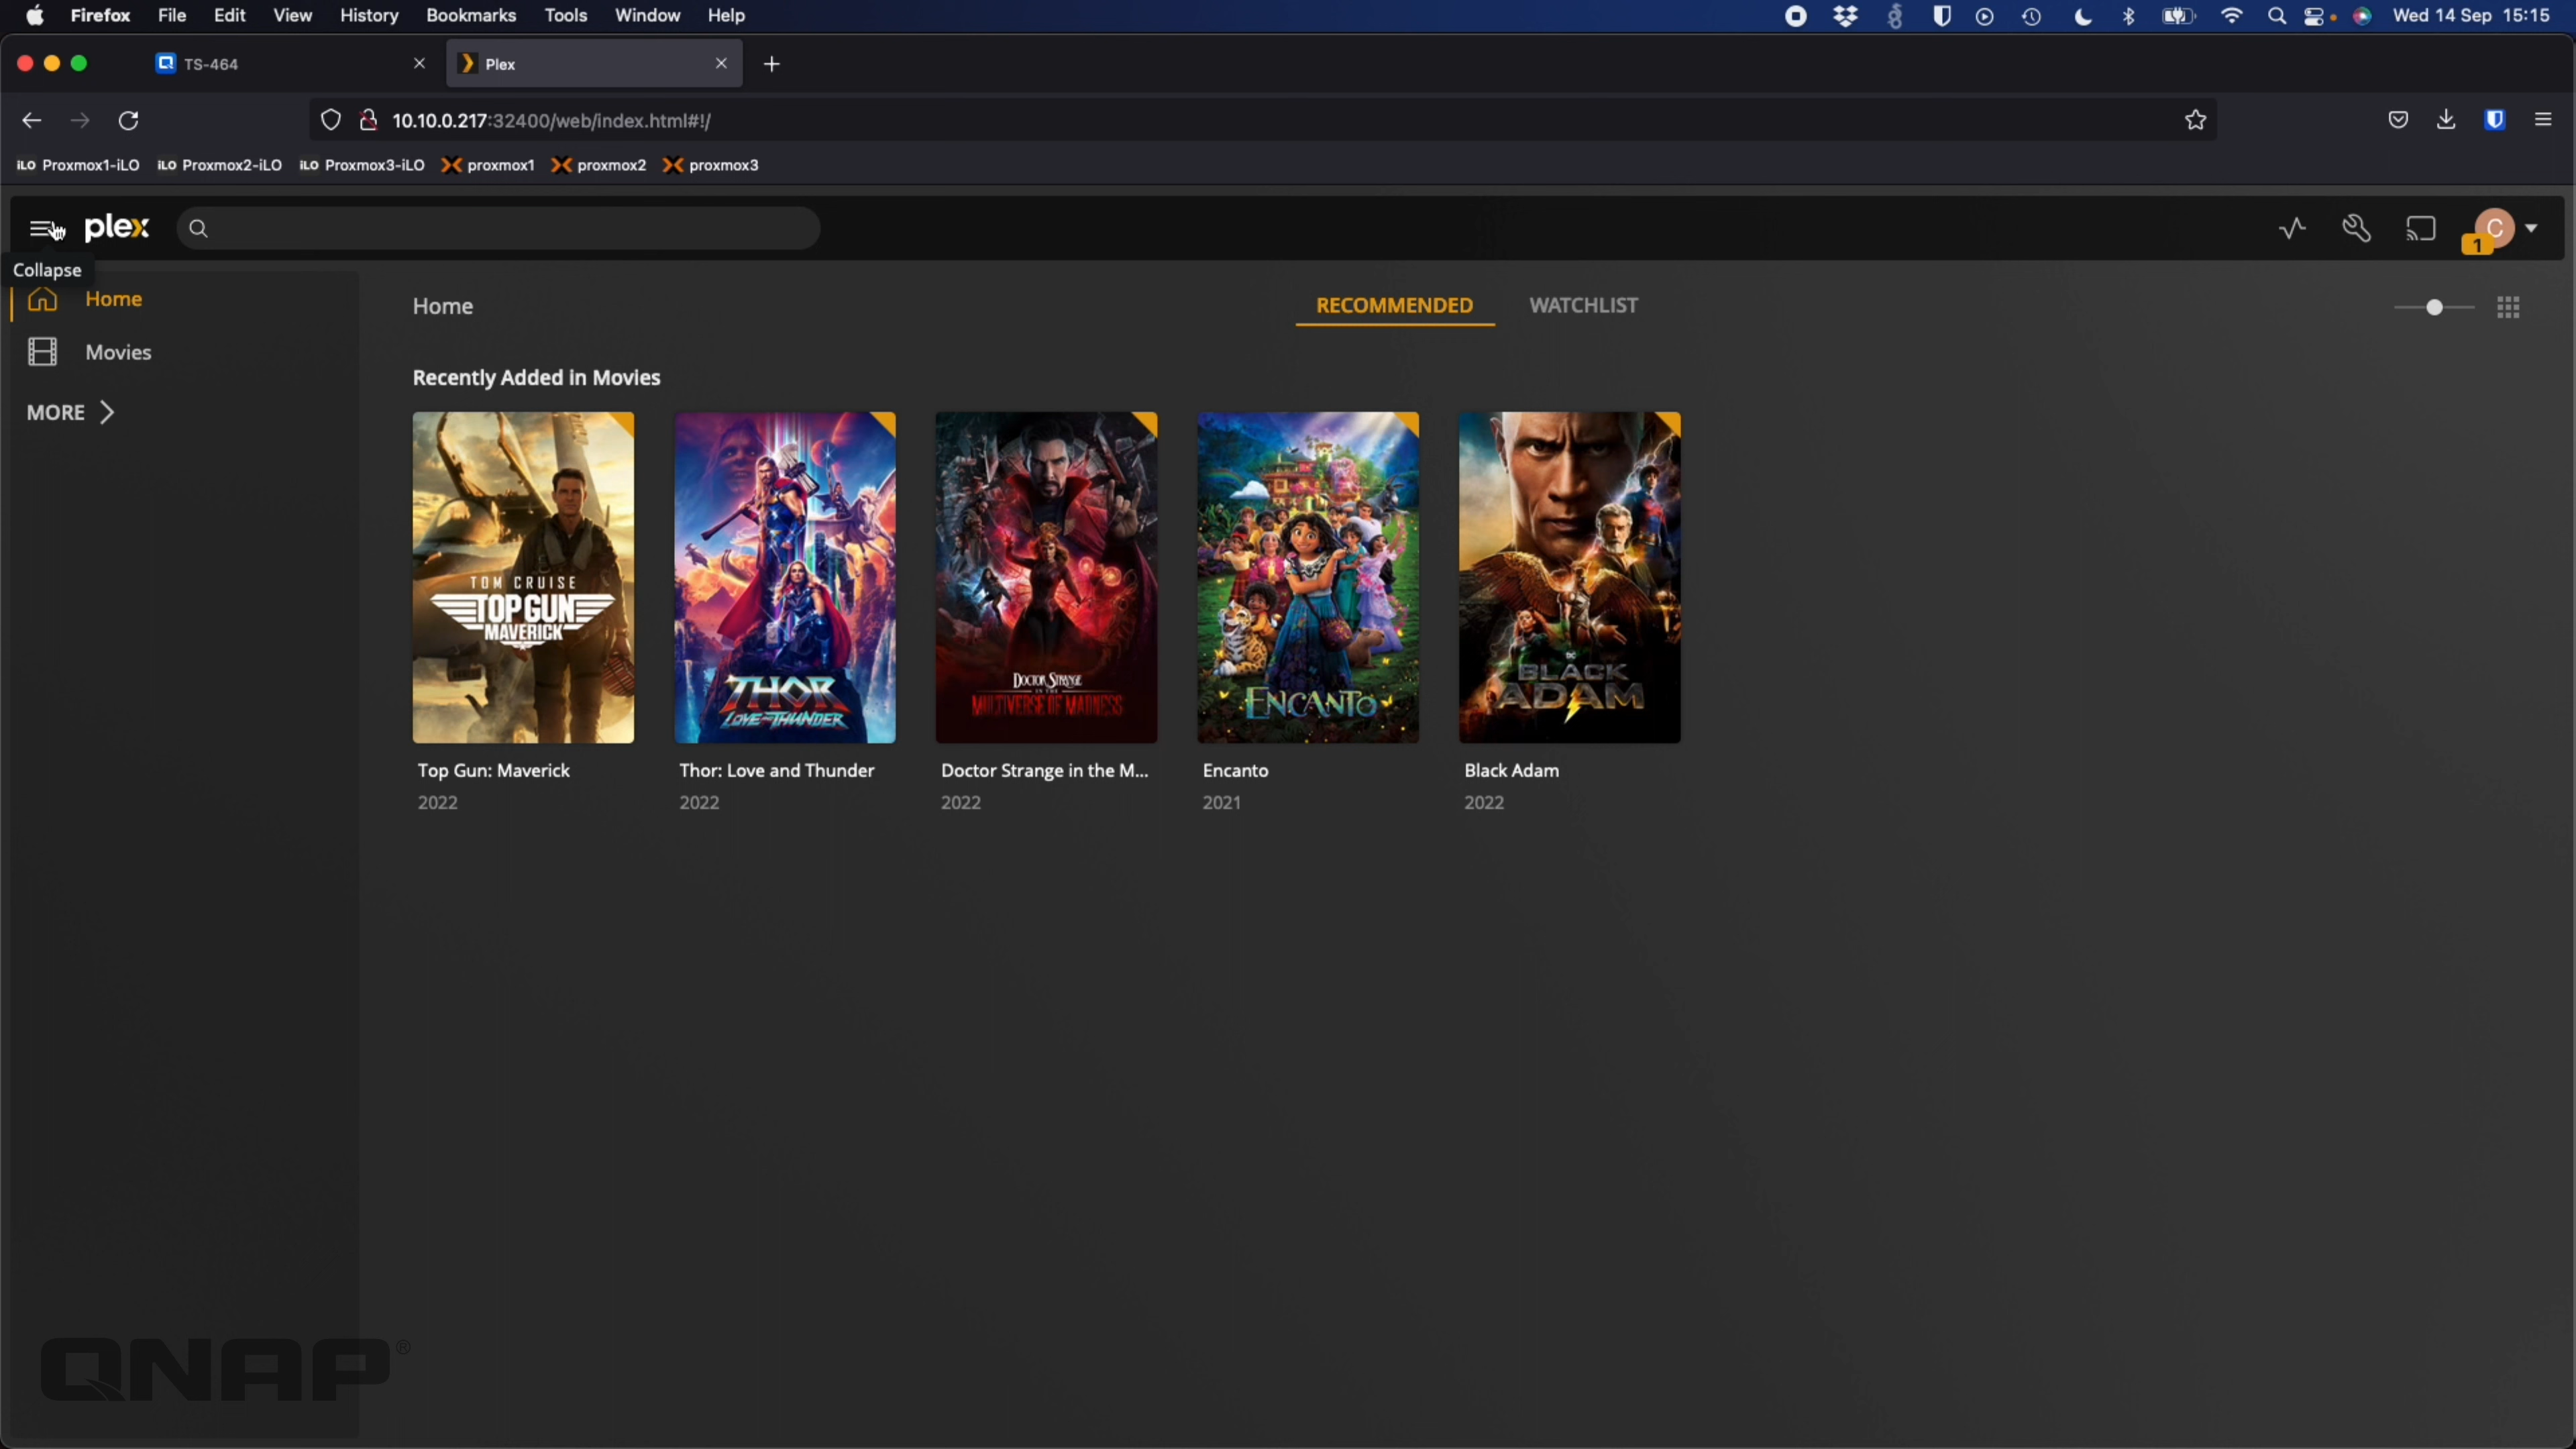 Firefox File Edit View History Bookmarks Tools Window Help Wed 14 Sep 15:15
TS-464 Plex
10.10.0.217:32400/web/index.html#!/
iLO Proxmox1-iLO iLO Proxmox2-iLO iLO Proxmox3-iLO proxmox1 proxmox2 proxmox3
plex C 1
Collapse
Home
Movies
MORE
Home RECOMMENDED WATCHLIST
Recently Added in Movies
TOM CRUISE
TOP GUN
MAVERICK
THOR
LOVE AND THUNDER
DOCTOR STRANGE
IN THE
MULTIVERSE OF MADNESS
ENCANTO
DC
BLACK
ADAM
Top Gun: Maverick
2022
Thor: Love and Thunder
2022
Doctor Strange in the M...
2022
Encanto
2021
Black Adam
2022
QNAP®